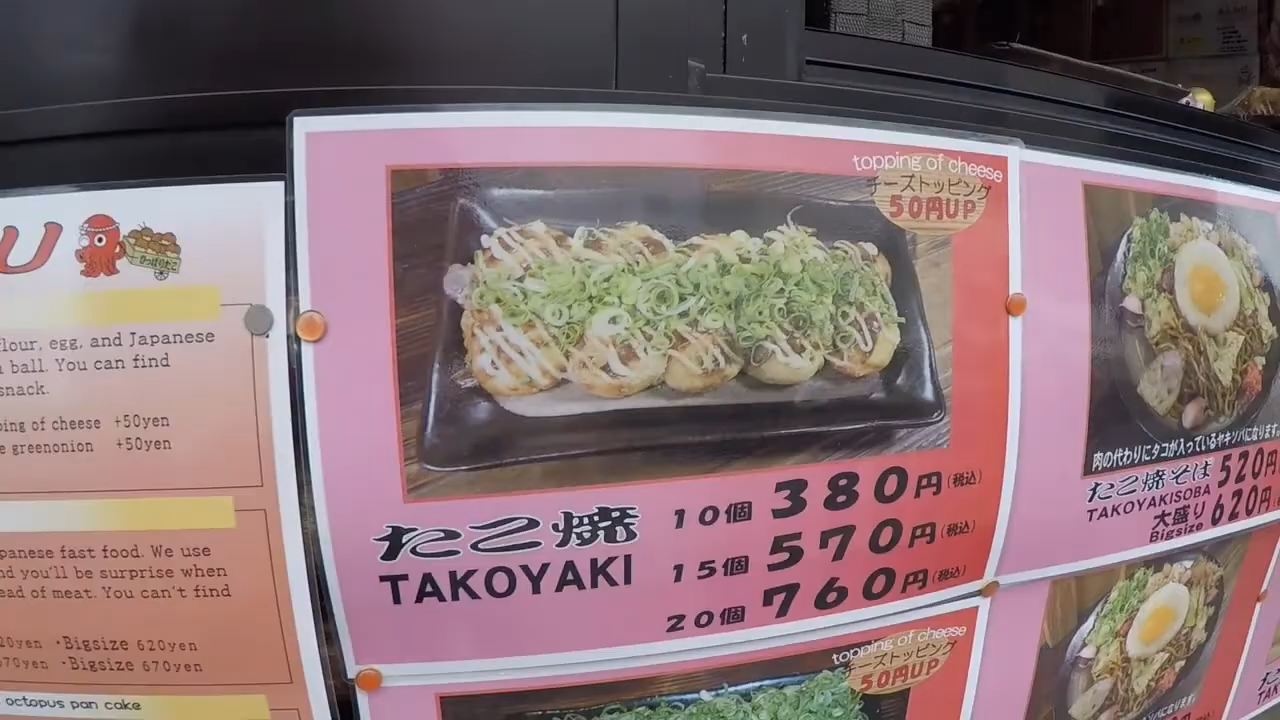 U
flour, egg, and Japanese
ball. You can find
snack.
of cheese +50yen
greenonion +50yen
fast food. We use
you'll be surprise when
of meat. You can't find
・Bigsize 620yen
・Bigsize 670yen
octopus pan cake
topping of cheese
チーズトッピング
50円UP
たこ焼
TAKOYAKI
10個 380円(税込)
15個 570円(税込)
20個 760円(税込)
topping of cheese
チーズトッピング
50円UP
肉の代わりにタコが入っているヤキソバになります。
たこ焼そば 520円
TAKOYAKISOBA
大盛り 620円
Bigsize